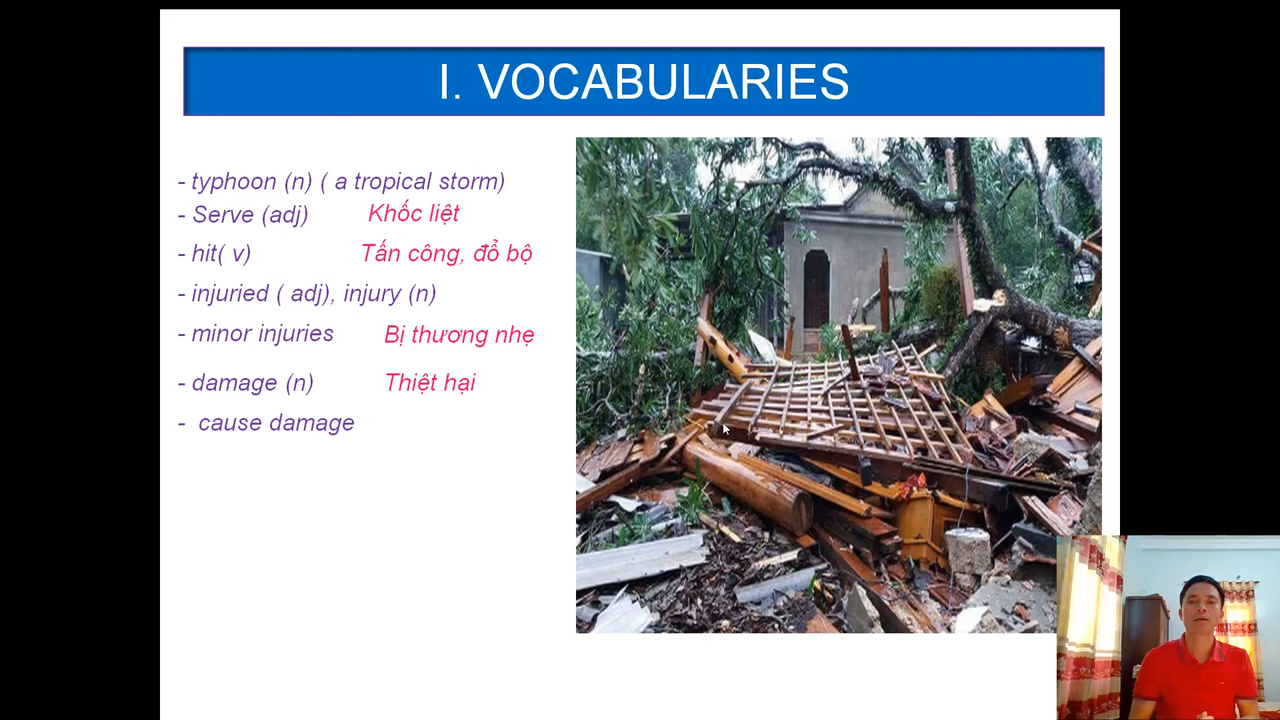 I. VOCABULARIES
- typhoon (n) ( a tropical storm)
- Serve (adj) Khốc liệt
- hit( v) Tấn công, đổ bộ
- injuried ( adj), injury (n)
- minor injuries Bị thương nhẹ
- damage (n) Thiệt hại
- cause damage